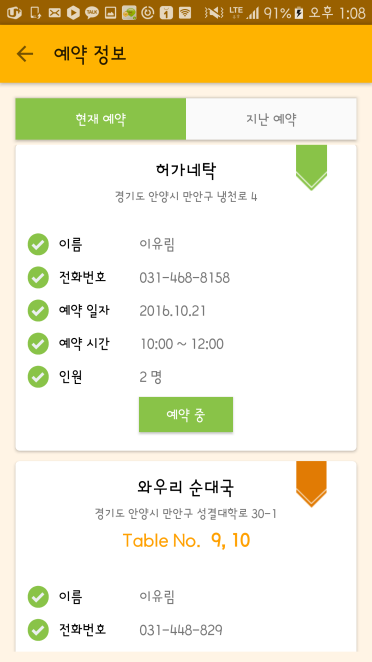 TALK
1
LTE
91%
오후 1:08
예약 정보
현재 예약
지난 예약
허가네탁
경기도 안양시 만안구 냉천로 4
이름 이유림
전화번호 031-468-8158
예약 일자 2016.10.21
예약 시간 10:00 ~ 12:00
인원 2 명
예약 중
와우리 순대국
경기도 안양시 만안구 성결대학로 30-1
Table No. 9, 10
이름 이유림
전화번호 031-448-829